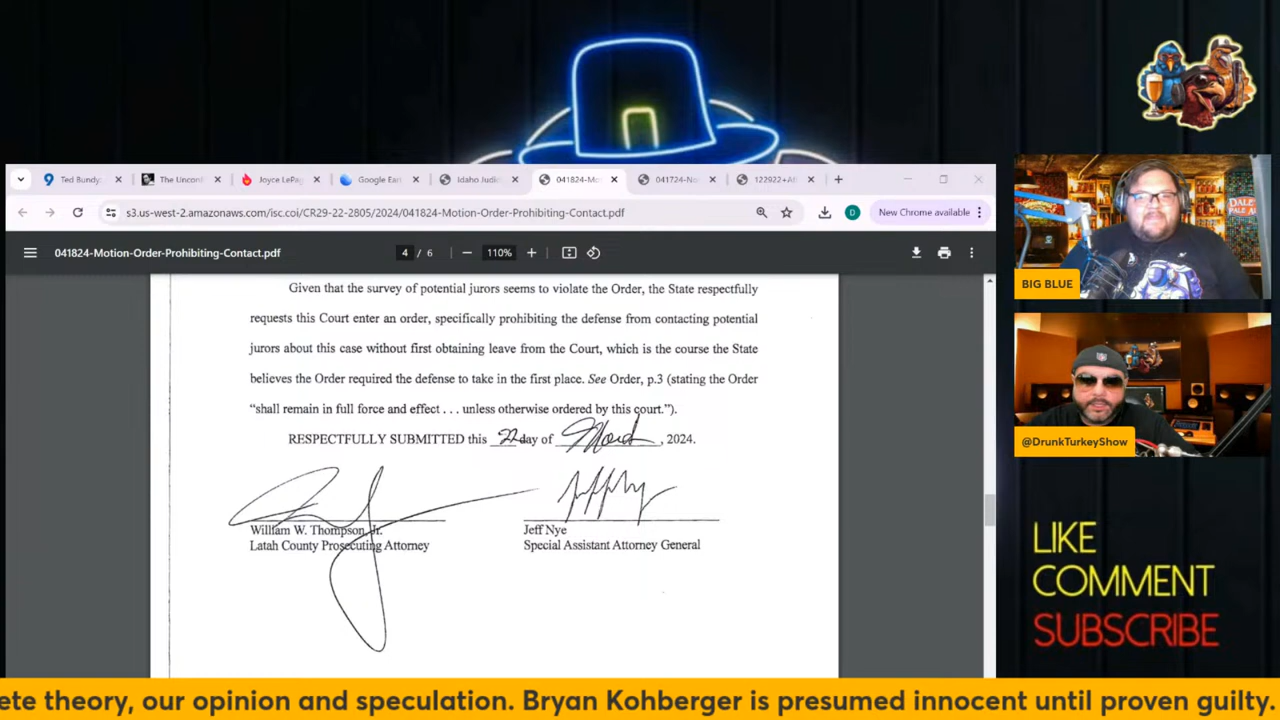 Ted Bundy:
The Unconf
Joyce LePag
Google Ear
Idaho Judic
041824-Mo
041724-No
122922+Af
s3.us-west-2.amazonaws.com/isc.coi/CR29-22-2805/2024/041824-Motion-Order-Prohibiting-Contact.pdf
D
New Chrome available
041824-Motion-Order-Prohibiting-Contact.pdf
4 / 6
110%
Given that the survey of potential jurors seems to violate the Order, the State respectfully
requests this Court enter an order, specifically prohibiting the defense from contacting potential
jurors about this case without first obtaining leave from the Court, which is the course the State
believes the Order required the defense to take in the first place. See Order, p.3 (stating the Order
"shall remain in full force and effect . . . unless otherwise ordered by this court.").
RESPECTFULLY SUBMITTED this 22 day of March, 2024.
William W. Thompson, Jr.
Latah County Prosecuting Attorney
Jeff Nye
Special Assistant Attorney General
BIG BLUE
@DrunkTurkeyShow
LIKE
COMMENT
SUBSCRIBE
ete theory, our opinion and speculation. Bryan Kohberger is presumed innocent until proven guilty.